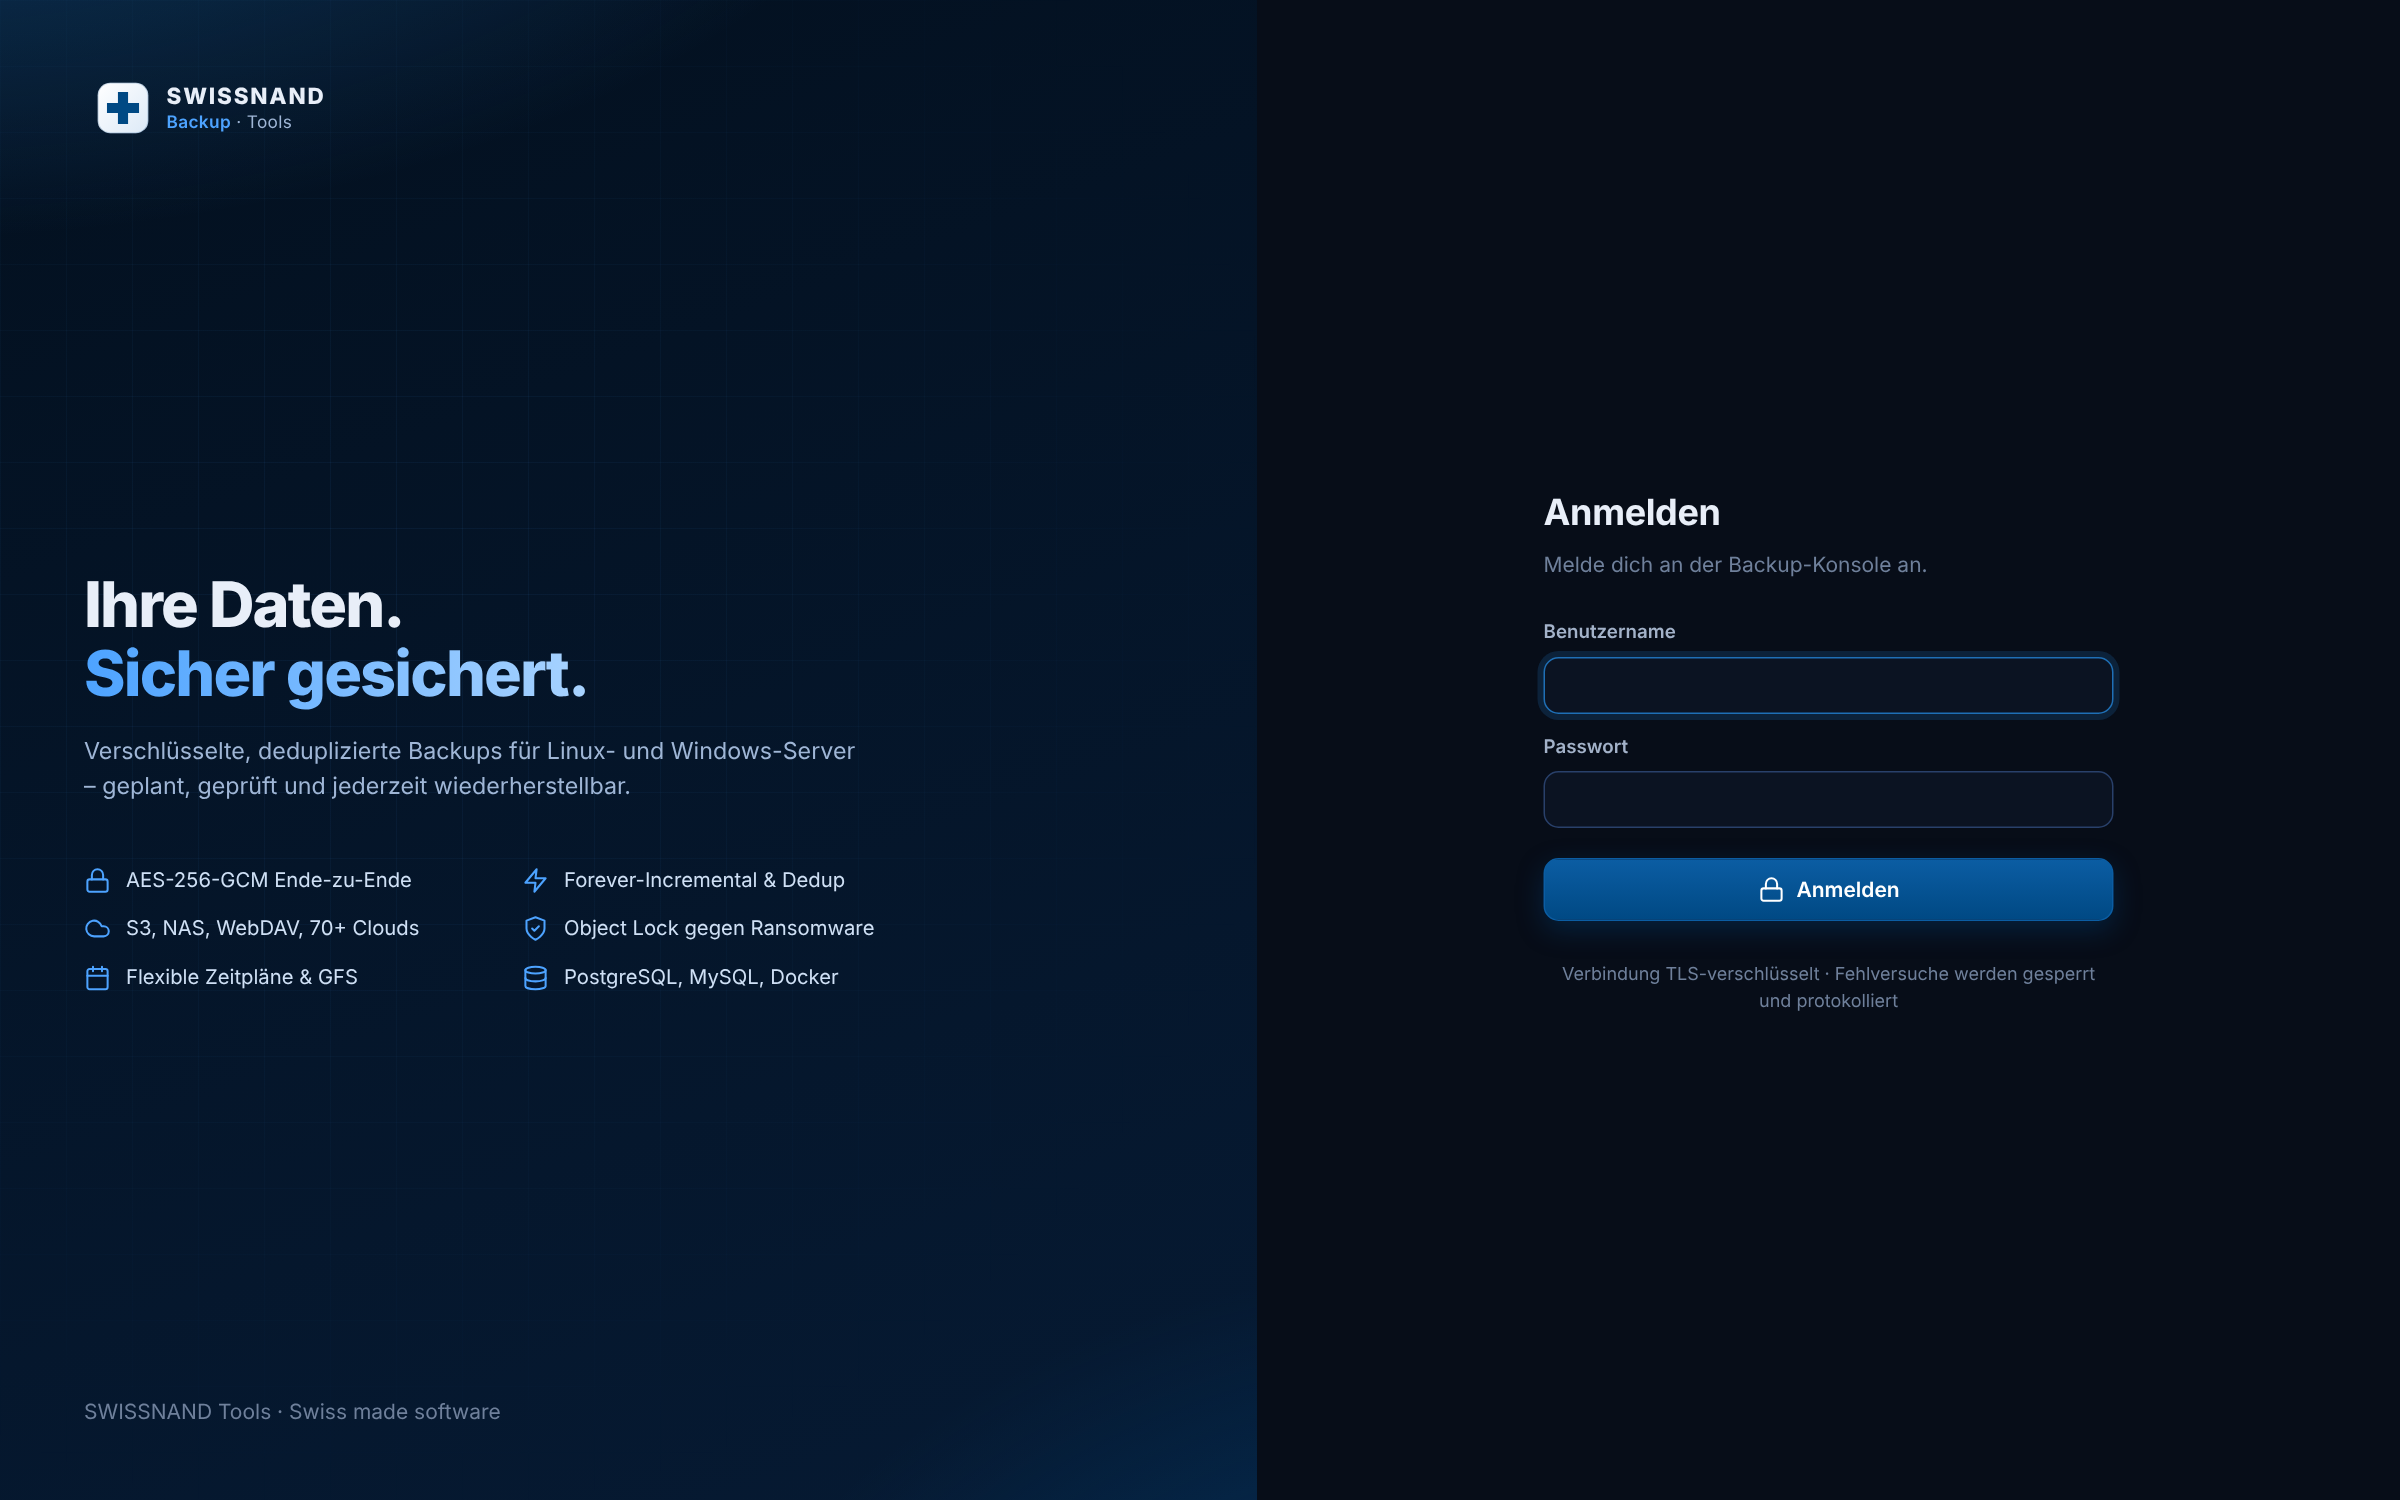 SWISSNAND
Backup · Tools
Ihre Daten.
Sicher gesichert.
Verschlüsselte, deduplizierte Backups für Linux- und Windows-Server
– geplant, geprüft und jederzeit wiederherstellbar.
AES-256-GCM Ende-zu-Ende
Forever-Incremental & Dedup
S3, NAS, WebDAV, 70+ Clouds
Object Lock gegen Ransomware
Flexible Zeitpläne & GFS
PostgreSQL, MySQL, Docker
SWISSNAND Tools · Swiss made software
Anmelden
Melde dich an der Backup-Konsole an.
Benutzername
Passwort
Anmelden
Verbindung TLS-verschlüsselt · Fehlversuche werden gesperrt
und protokolliert